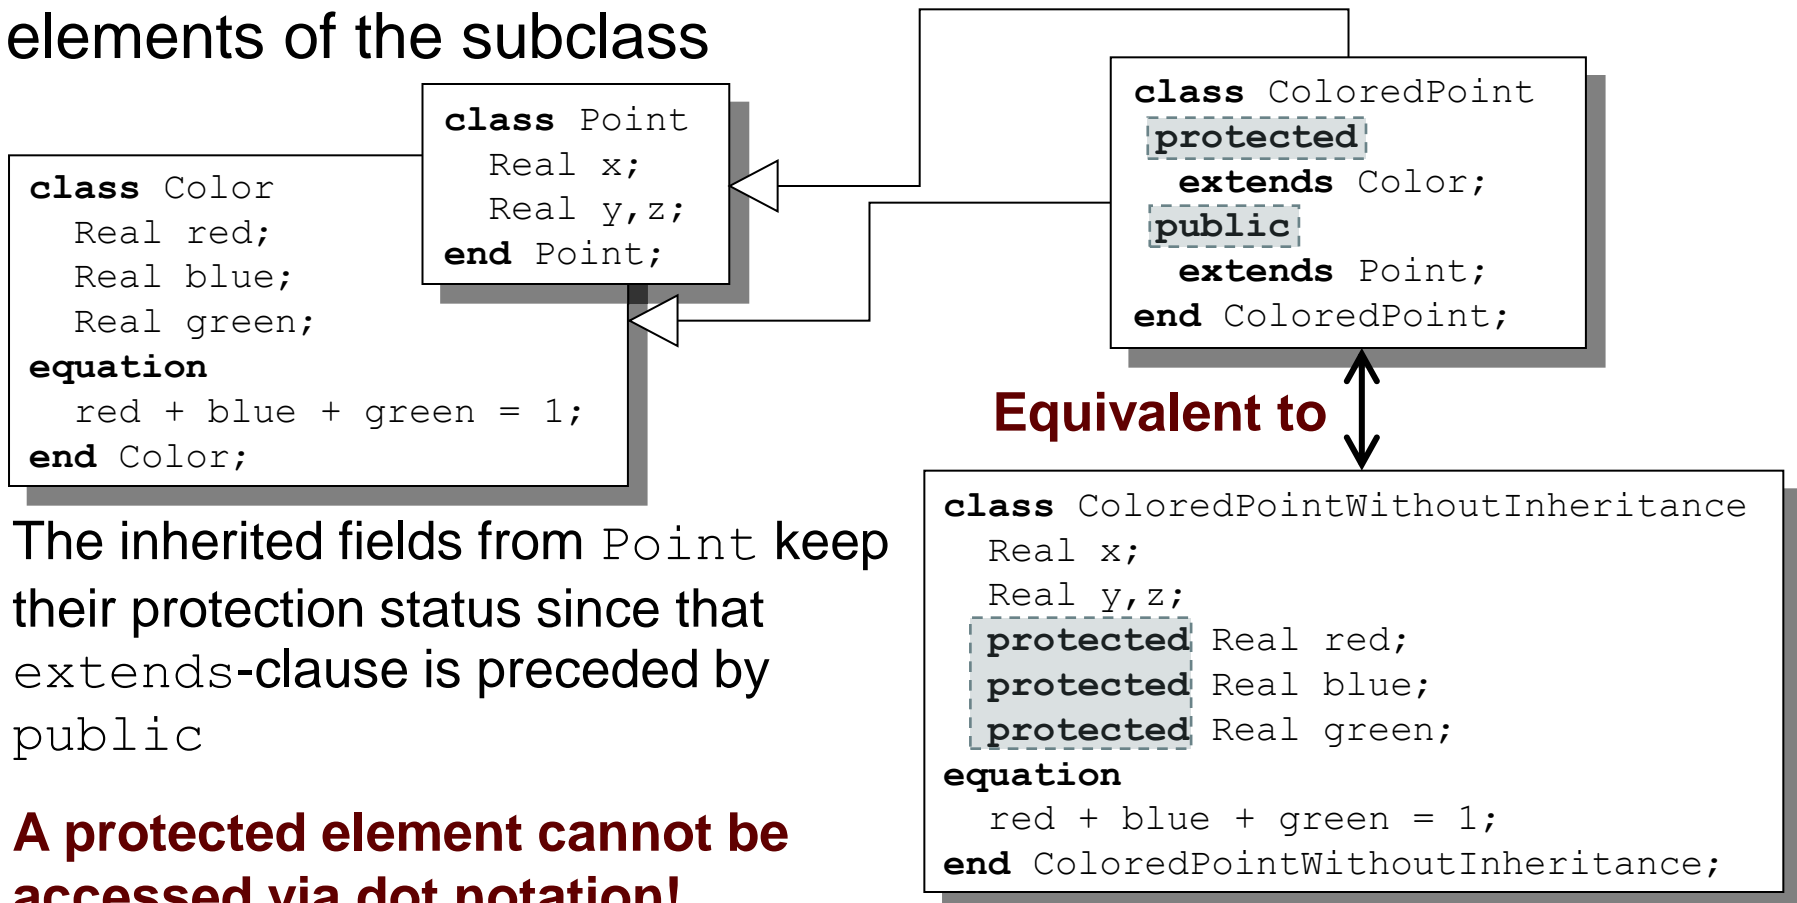 elements of the subclass
class Point
  Real x;
  Real y,z;
end Point;
class Color
  Real red;
  Real blue;
  Real green;
equation
  red + blue + green = 1;
end Color;
class ColoredPoint
protected
  extends Color;
public
  extends Point;
end ColoredPoint;
Equivalent to
The inherited fields from Point keep
their protection status since that
extends-clause is preceded by
public
A protected element cannot be
accessed via dot notation!
class ColoredPointWithoutInheritance
  Real x;
  Real y,z;
  protected Real red;
  protected Real blue;
  protected Real green;
equation
  red + blue + green = 1;
end ColoredPointWithoutInheritance;